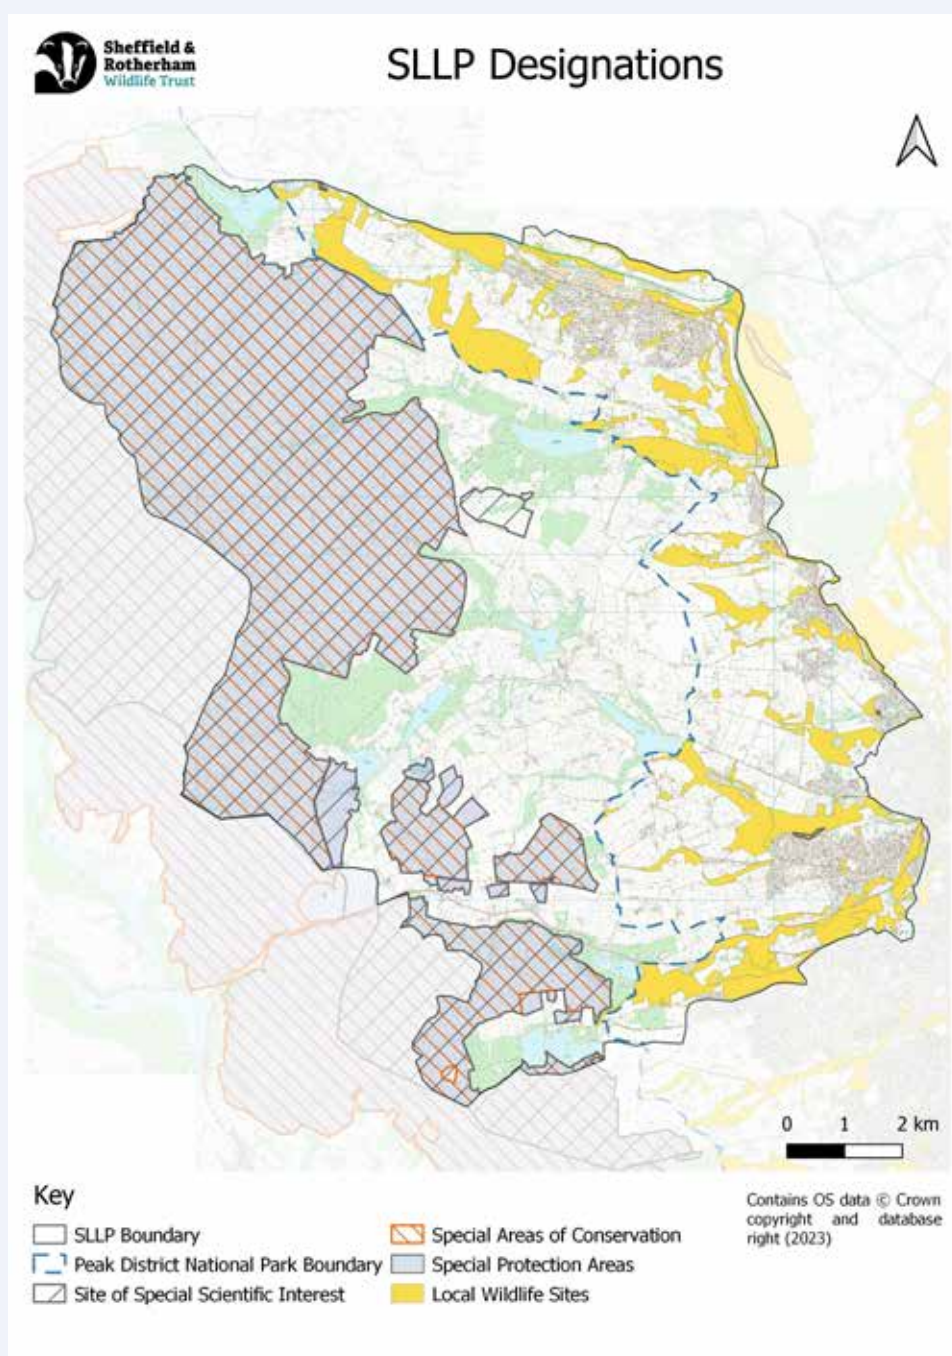 Sheffield &
Rotherham
Wildlife Trust
SLLP Designations
0 1 2 km
Key
SLLP Boundary
Peak District National Park Boundary
Site of Special Scientific Interest
Special Areas of Conservation
Special Protection Areas
Local Wildlife Sites
Contains OS data © Crown
copyright and database
right (2023)